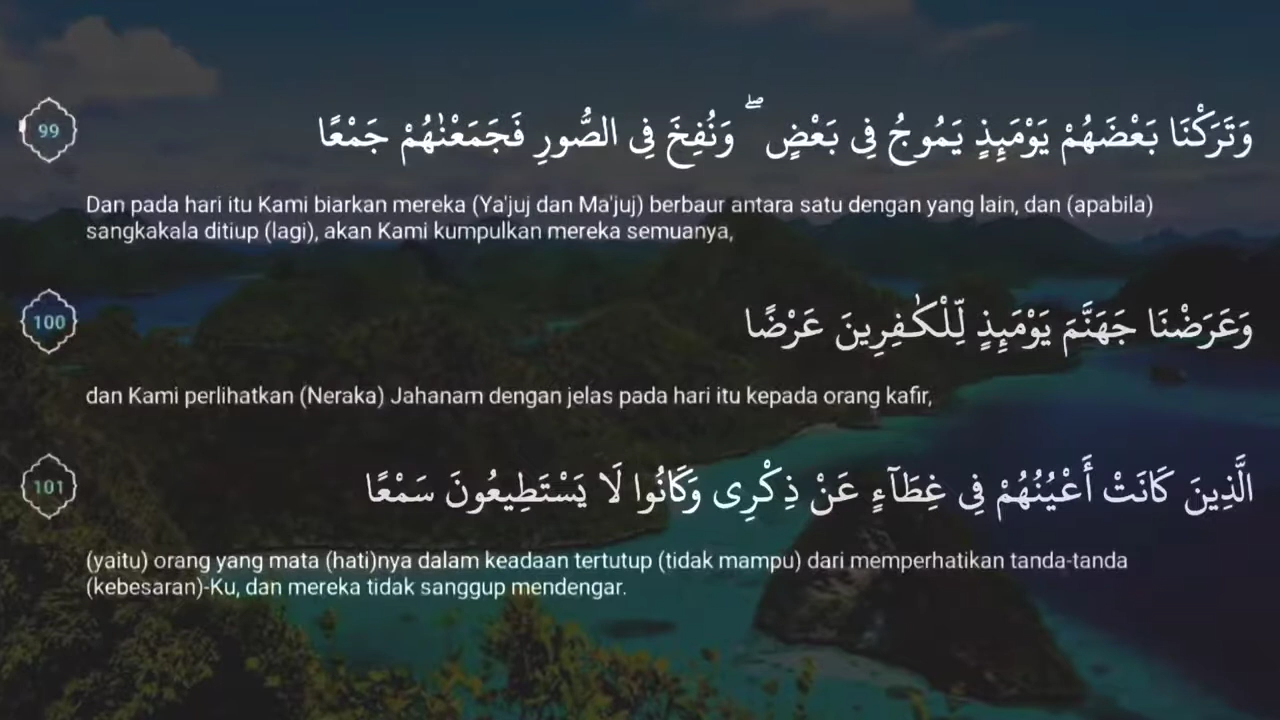 99
وَتَرَكْنَا بَعْضَهُمْ يَوْمَىِٕذٍ يَمُوجُ فِى بَعْضٍ ۖ وَنُفِخَ فِى الصُّورِ فَجَمَعْنٰهُمْ جَمْعًا
Dan pada hari itu Kami biarkan mereka (Ya'juj dan Ma'juj) berbaur antara satu dengan yang lain, dan (apabila)
sangkakala ditiup (lagi), akan Kami kumpulkan mereka semuanya,
100
وَعَرَضْنَا جَهَنَّمَ يَوْمَىِٕذٍ لِّلْكٰفِرِينَ عَرْضًا
dan Kami perlihatkan (Neraka) Jahanam dengan jelas pada hari itu kepada orang kafir,
101
الَّذِينَ كَانَتْ أَعْيُنُهُمْ فِى غِطَآءٍ عَنْ ذِكْرِى وَكَانُوا لَا يَسْتَطِيعُونَ سَمْعًا
(yaitu) orang yang mata (hati)nya dalam keadaan tertutup (tidak mampu) dari memperhatikan tanda-tanda
(kebesaran)-Ku, dan mereka tidak sanggup mendengar.